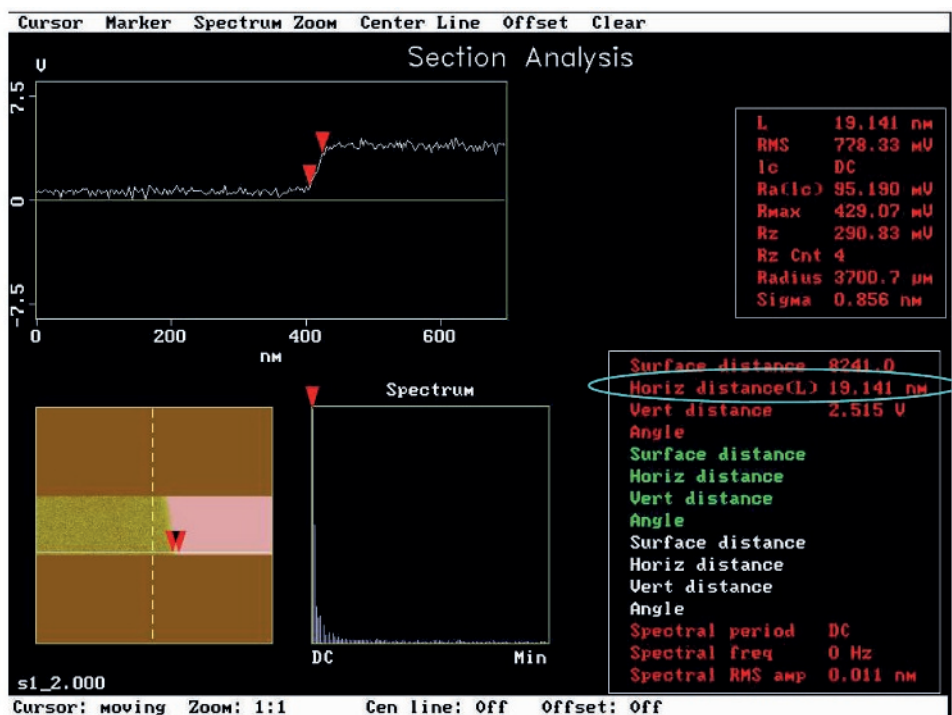 Cursor Marker Spectrum Zoom Center Line Offset Clear
Section Analysis
V
7.5
0
-7.5
0 200 400 600
nM
L 19.141 nM
RMS 778.33 MV
lc DC
Ra(lc) 95.190 MV
Rmax 429.07 MV
Rz 290.83 MV
Rz Cnt 4
Radius 3700.7 µM
Sigma 0.856 nM
Surface distance 8241.0
Horiz distance(L) 19.141 nM
Vert distance 2.515 V
Angle
Surface distance
Horiz distance
Vert distance
Angle
Surface distance
Horiz distance
Vert distance
Angle
Spectral period DC
Spectral freq 0 Hz
Spectral RMS amp 0.011 nM
Spectrum
DC Min
s1_2.000
Cursor: moving Zoom: 1:1 Cen line: Off Offset: Off